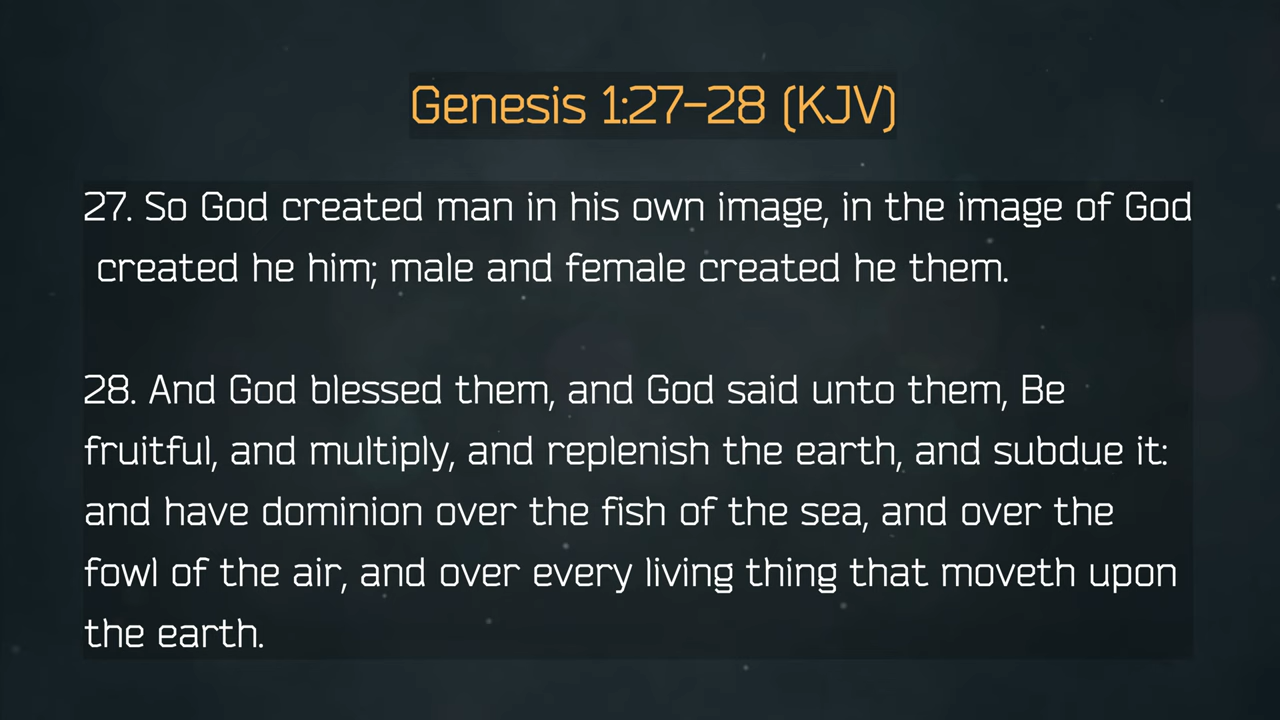 Genesis 1:27-28 (KJV)
27. So God created man in his own image, in the image of God
created he him; male and female created he them.
28. And God blessed them, and God said unto them, Be
fruitful, and multiply, and replenish the earth, and subdue it:
and have dominion over the fish of the sea, and over the
fowl of the air, and over every living thing that moveth upon
the earth.